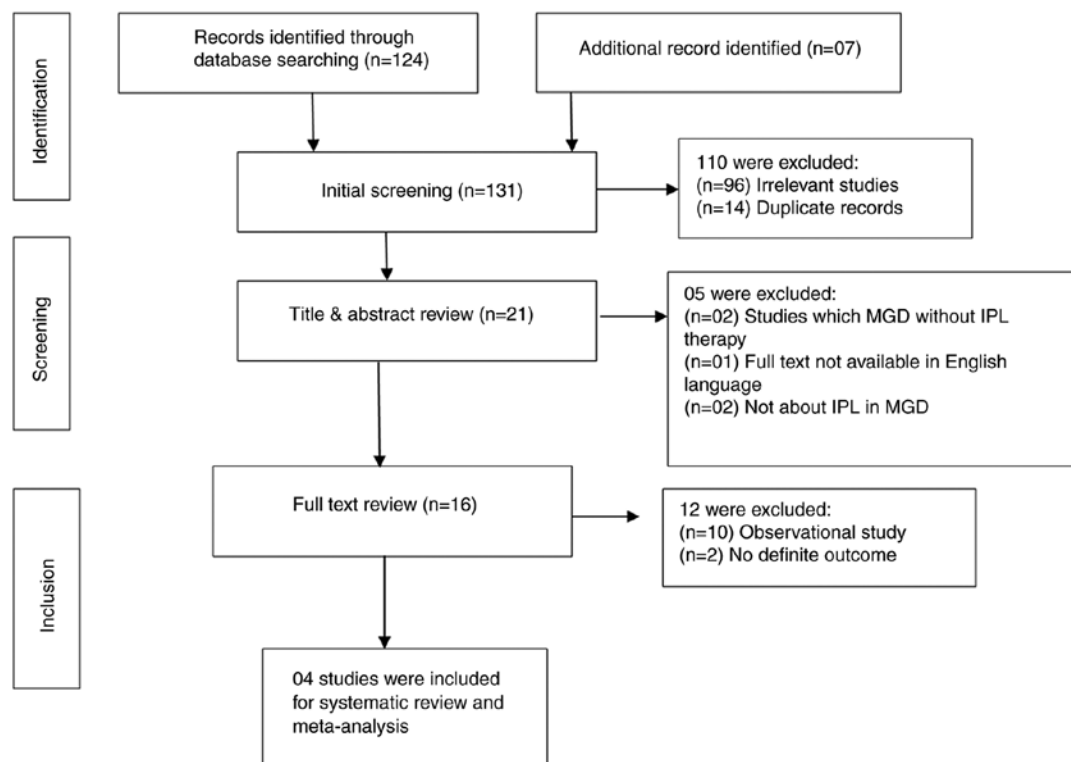 Identification
Records identified through
database searching (n=124)
Additional record identified (n=07)
Initial screening (n=131)
110 were excluded:
(n=96) Irrelevant studies
(n=14) Duplicate records
Screening
Title & abstract review (n=21)
05 were excluded:
(n=02) Studies which MGD without IPL
therapy
(n=01) Full text not available in English
language
(n=02) Not about IPL in MGD
Inclusion
Full text review (n=16)
12 were excluded:
(n=10) Observational study
(n=2) No definite outcome
04 studies were included
for systematic review and
meta-analysis